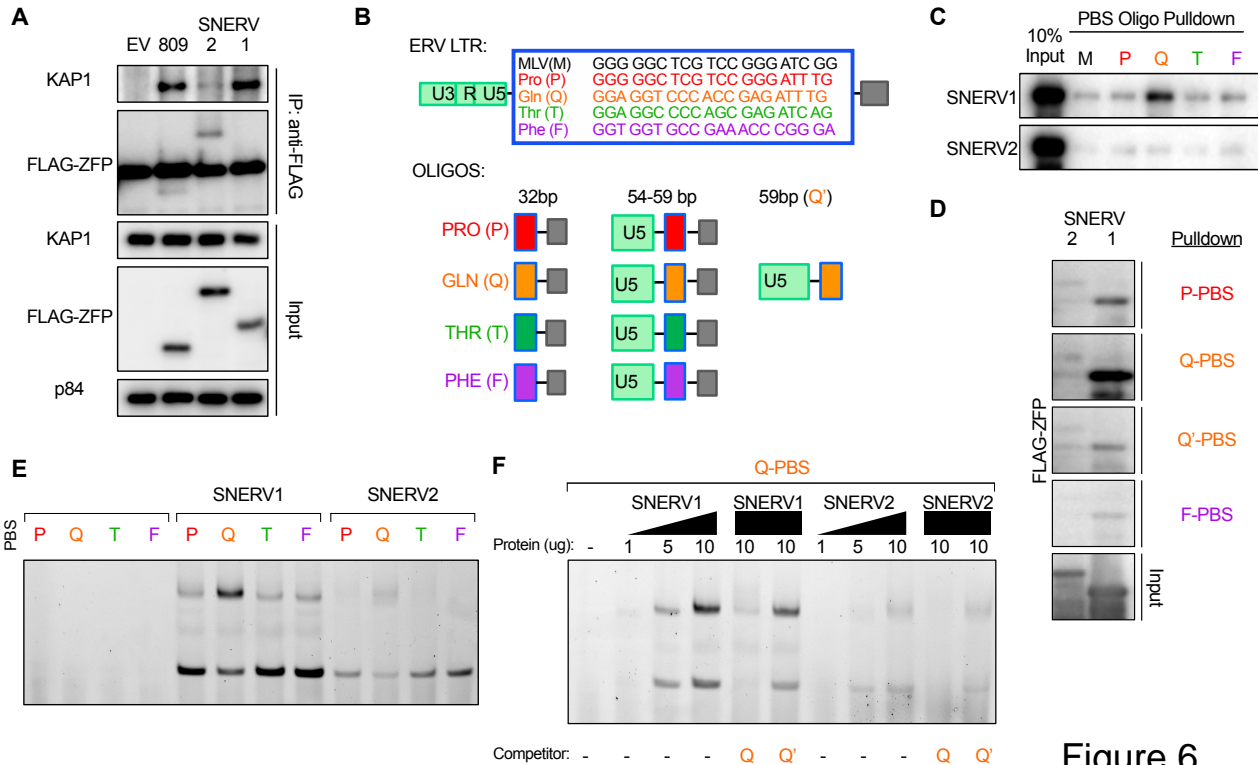 A
SNERV
EV 809 2 1
KAP1
FLAG-ZFP
IP: anti-FLAG
KAP1
FLAG-ZFP
p84
Input
B
ERV LTR:
U3 R U5
MLV(M) GGG GGC TCG TCC GGG ATC GG
Pro (P) GGG GGC TCG TCC GGG ATT TG
Gln (Q) GGA GGT CCC ACC GAG ATT TG
Thr (T) GGA GGC CCC AGC GAG ATC AG
Phe (F) GGT GGT GCC GAA ACC CGG GA
OLIGOS:
32bp 54-59 bp 59bp (Q')
PRO (P) U5
GLN (Q) U5 U5
THR (T) U5
PHE (F) U5
C
PBS Oligo Pulldown
10% Input M P Q T F
SNERV1
SNERV2
D
SNERV
2 1 Pulldown
P-PBS
Q-PBS
Q'-PBS
F-PBS
FLAG-ZFP
Input
E
SNERV1 SNERV2
PBS P Q T F P Q T F P Q T F
F
Q-PBS
SNERV1 SNERV1 SNERV2 SNERV2
Protein (ug): - 1 5 10 10 10 1 5 10 10 10
Competitor: - - - - Q Q' - - - Q Q'
Figure 6